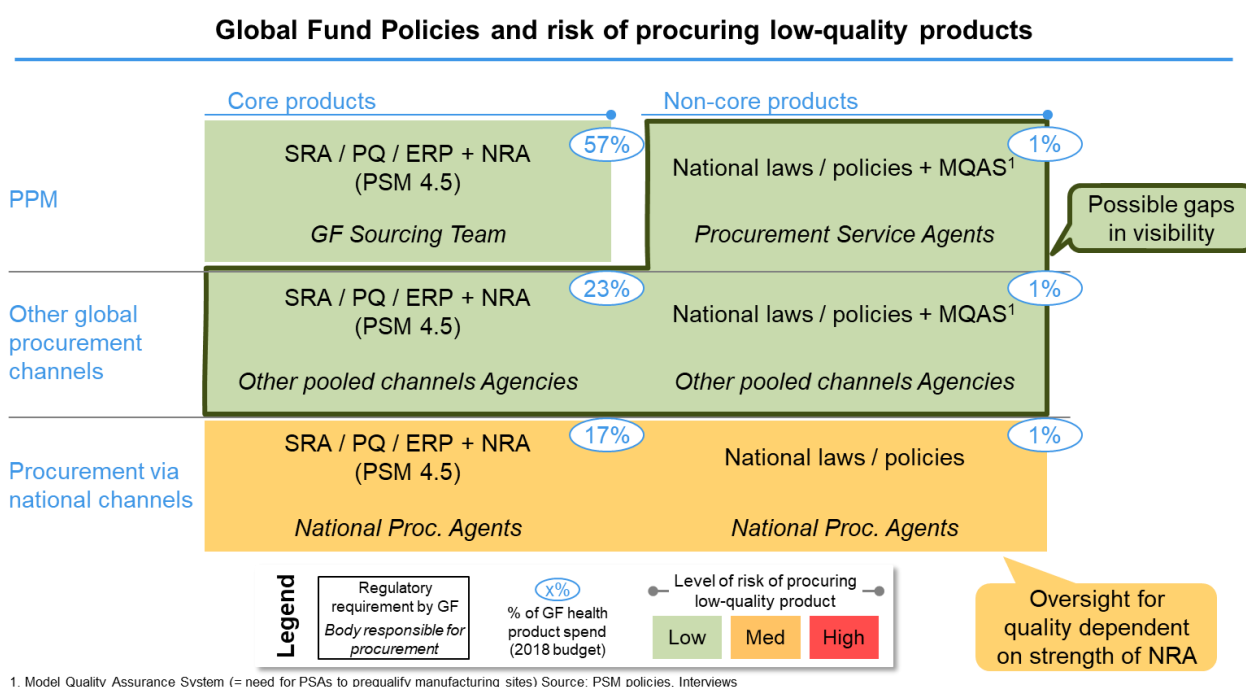 Global Fund Policies and risk of procuring low-quality products
Core products
Non-core products
PPM
SRA / PQ / ERP + NRA
(PSM 4.5)
57%
GF Sourcing Team
National laws / policies + MQAS1
1%
Procurement Service Agents
Possible gaps
in visibility
Other global
procurement
channels
SRA / PQ / ERP + NRA
(PSM 4.5)
23%
Other pooled channels Agencies
National laws / policies + MQAS1
1%
Other pooled channels Agencies
Procurement via
national channels
SRA / PQ / ERP + NRA
(PSM 4.5)
17%
National Proc. Agents
National laws / policies
1%
National Proc. Agents
Oversight for
quality dependent
on strength of NRA
Legend
Regulatory
requirement by GF
Body responsible for
procurement
x%
% of GF health
product spend
(2018 budget)
Level of risk of procuring
low-quality product
Low
Med
High
1. Model Quality Assurance System (= need for PSAs to prequalify manufacturing sites) Source: PSM policies, Interviews